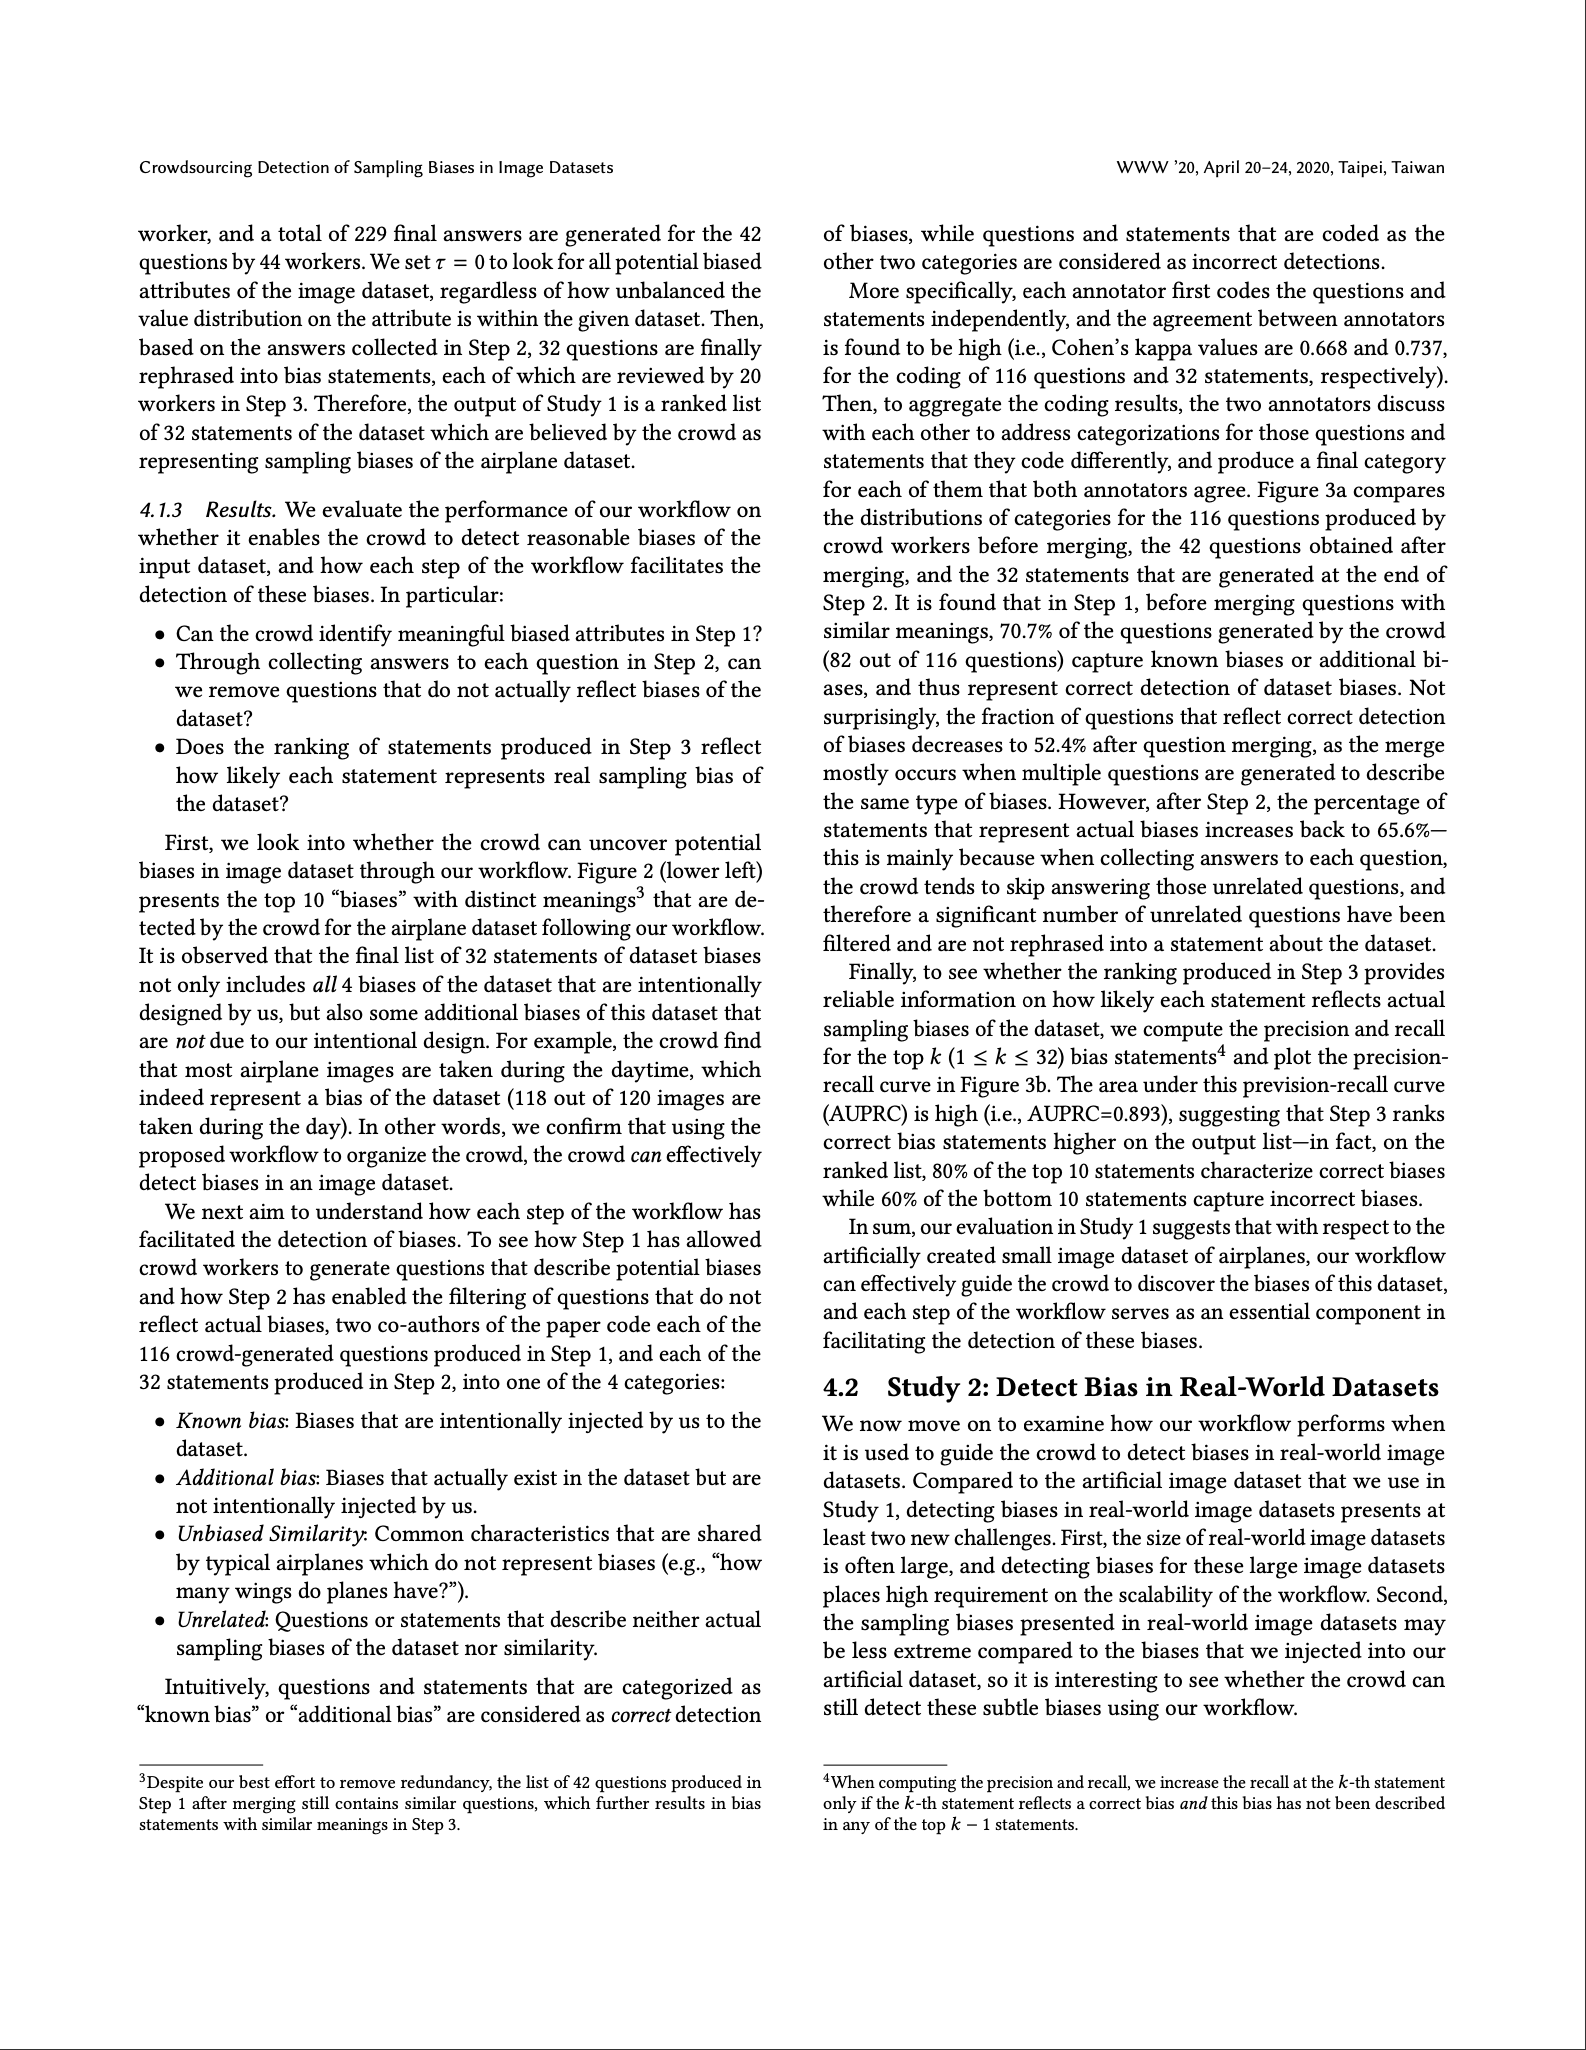 Crowdsourcing Detection of Sampling Biases in Image Datasets
WWW ’20, April 20–24, 2020, Taipei, Taiwan
worker, and a total of 229 final answers are generated for the 42
questions by 44 workers. We set τ = 0 to look for all potential biased
attributes of the image dataset, regardless of how unbalanced the
value distribution on the attribute is within the given dataset. Then,
based on the answers collected in Step 2, 32 questions are finally
rephrased into bias statements, each of which are reviewed by 20
workers in Step 3. Therefore, the output of Study 1 is a ranked list
of 32 statements of the dataset which are believed by the crowd as
representing sampling biases of the airplane dataset.
4.1.3 Results. We evaluate the performance of our workflow on
whether it enables the crowd to detect reasonable biases of the
input dataset, and how each step of the workflow facilitates the
detection of these biases. In particular:
• Can the crowd identify meaningful biased attributes in Step 1?
• Through collecting answers to each question in Step 2, can
we remove questions that do not actually reflect biases of the
dataset?
• Does the ranking of statements produced in Step 3 reflect
how likely each statement represents real sampling bias of
the dataset?
First, we look into whether the crowd can uncover potential
biases in image dataset through our workflow. Figure 2 (lower left)
presents the top 10 “biases” with distinct meanings³ that are de-
tected by the crowd for the airplane dataset following our workflow.
It is observed that the final list of 32 statements of dataset biases
not only includes all 4 biases of the dataset that are intentionally
designed by us, but also some additional biases of this dataset that
are not due to our intentional design. For example, the crowd find
that most airplane images are taken during the daytime, which
indeed represent a bias of the dataset (118 out of 120 images are
taken during the day). In other words, we confirm that using the
proposed workflow to organize the crowd, the crowd can effectively
detect biases in an image dataset.
We next aim to understand how each step of the workflow has
facilitated the detection of biases. To see how Step 1 has allowed
crowd workers to generate questions that describe potential biases
and how Step 2 has enabled the filtering of questions that do not
reflect actual biases, two co-authors of the paper code each of the
116 crowd-generated questions produced in Step 1, and each of the
32 statements produced in Step 2, into one of the 4 categories:
• Known bias: Biases that are intentionally injected by us to the
dataset.
• Additional bias: Biases that actually exist in the dataset but are
not intentionally injected by us.
• Unbiased Similarity: Common characteristics that are shared
by typical airplanes which do not represent biases (e.g., “how
many wings do planes have?”).
• Unrelated: Questions or statements that describe neither actual
sampling biases of the dataset nor similarity.
Intuitively, questions and statements that are categorized as
“known bias” or “additional bias” are considered as correct detection
³Despite our best effort to remove redundancy, the list of 42 questions produced in
Step 1 after merging still contains similar questions, which further results in bias
statements with similar meanings in Step 3.
of biases, while questions and statements that are coded as the
other two categories are considered as incorrect detections.
More specifically, each annotator first codes the questions and
statements independently, and the agreement between annotators
is found to be high (i.e., Cohen’s kappa values are 0.668 and 0.737,
for the coding of 116 questions and 32 statements, respectively).
Then, to aggregate the coding results, the two annotators discuss
with each other to address categorizations for those questions and
statements that they code differently, and produce a final category
for each of them that both annotators agree. Figure 3a compares
the distributions of categories for the 116 questions produced by
crowd workers before merging, the 42 questions obtained after
merging, and the 32 statements that are generated at the end of
Step 2. It is found that in Step 1, before merging questions with
similar meanings, 70.7% of the questions generated by the crowd
(82 out of 116 questions) capture known biases or additional bi-
ases, and thus represent correct detection of dataset biases. Not
surprisingly, the fraction of questions that reflect correct detection
of biases decreases to 52.4% after question merging, as the merge
mostly occurs when multiple questions are generated to describe
the same type of biases. However, after Step 2, the percentage of
statements that represent actual biases increases back to 65.6%—
this is mainly because when collecting answers to each question,
the crowd tends to skip answering those unrelated questions, and
therefore a significant number of unrelated questions have been
filtered and are not rephrased into a statement about the dataset.
Finally, to see whether the ranking produced in Step 3 provides
reliable information on how likely each statement reflects actual
sampling biases of the dataset, we compute the precision and recall
for the top k (1 ≤ k ≤ 32) bias statements⁴ and plot the precision-
recall curve in Figure 3b. The area under this prevision-recall curve
(AUPRC) is high (i.e., AUPRC=0.893), suggesting that Step 3 ranks
correct bias statements higher on the output list—in fact, on the
ranked list, 80% of the top 10 statements characterize correct biases
while 60% of the bottom 10 statements capture incorrect biases.
In sum, our evaluation in Study 1 suggests that with respect to the
artificially created small image dataset of airplanes, our workflow
can effectively guide the crowd to discover the biases of this dataset,
and each step of the workflow serves as an essential component in
facilitating the detection of these biases.
4.2 Study 2: Detect Bias in Real-World Datasets
We now move on to examine how our workflow performs when
it is used to guide the crowd to detect biases in real-world image
datasets. Compared to the artificial image dataset that we use in
Study 1, detecting biases in real-world image datasets presents at
least two new challenges. First, the size of real-world image datasets
is often large, and detecting biases for these large image datasets
places high requirement on the scalability of the workflow. Second,
the sampling biases presented in real-world image datasets may
be less extreme compared to the biases that we injected into our
artificial dataset, so it is interesting to see whether the crowd can
still detect these subtle biases using our workflow.
⁴When computing the precision and recall, we increase the recall at the k-th statement
only if the k-th statement reflects a correct bias and this bias has not been described
in any of the top k − 1 statements.